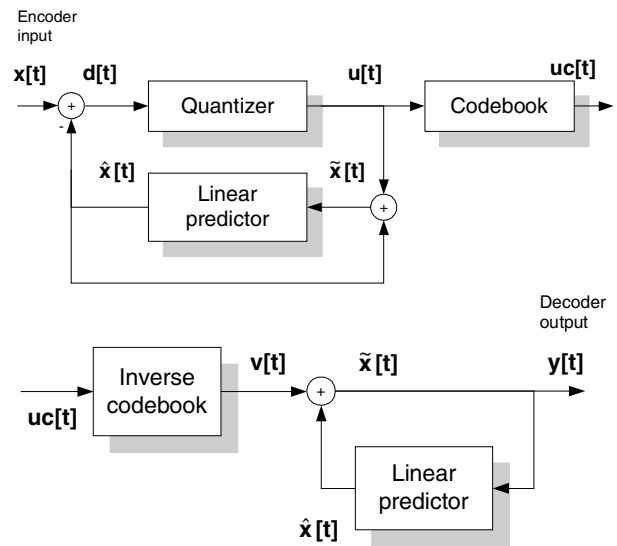 Encoder
input
x[t]
d[t]
u[t]
uc[t]
+
Quantizer
Codebook
-
x̂[t]
x̃[t]
Linear
predictor
+
Decoder
output
v[t]
x̃[t]
y[t]
Inverse
codebook
+
uc[t]
Linear
predictor
x̂[t]